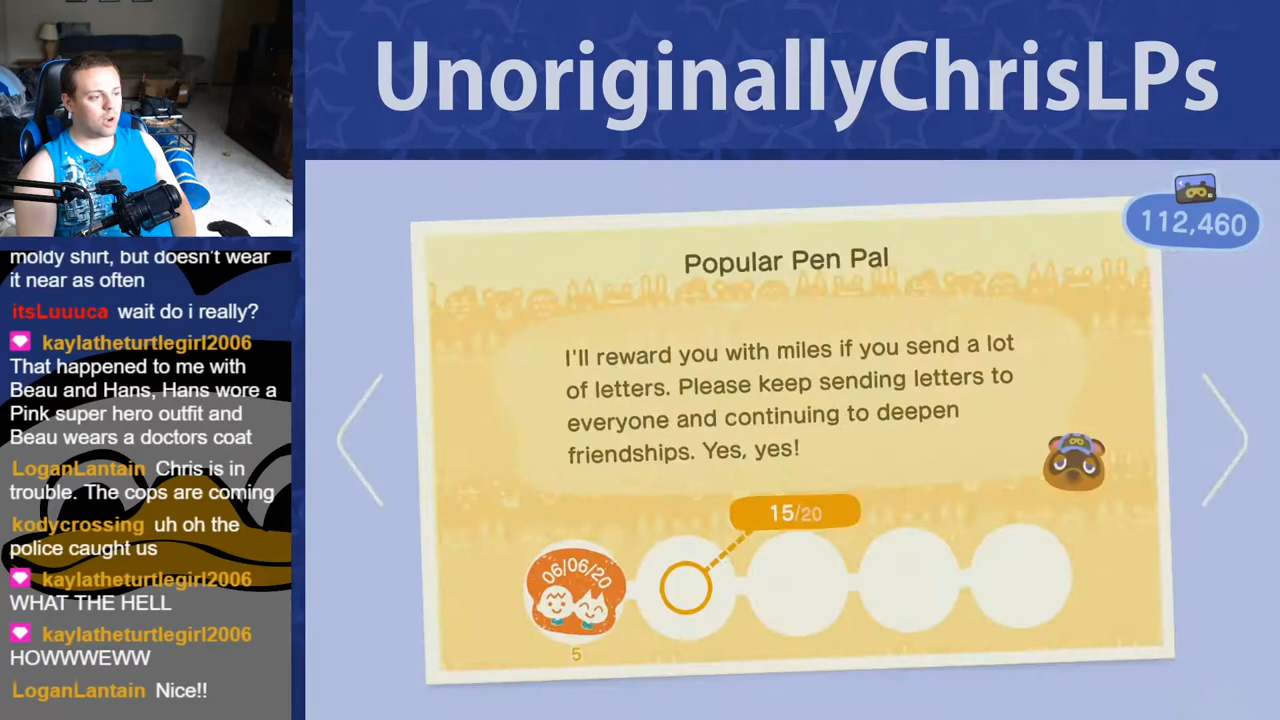 UnoriginallyChrisLPs
112,460
Popular Pen Pal
I'll reward you with miles if you send a lot
of letters. Please keep sending letters to
everyone and continuing to deepen
friendships. Yes, yes!
15/20
06/06/20
5
moldy shirt, but doesn't wear
it near as often
itsLuuuca wait do i really?
kaylatheturtlegirl2006
That happened to me with
Beau and Hans, Hans wore a
Pink super hero outfit and
Beau wears a doctors coat
LoganLantain Chris is in
trouble. The cops are coming
kodycrossing uh oh the
police caught us
kaylatheturtlegirl2006
WHAT THE HELL
kaylatheturtlegirl2006
HOWWWEWW
LoganLantain Nice!!